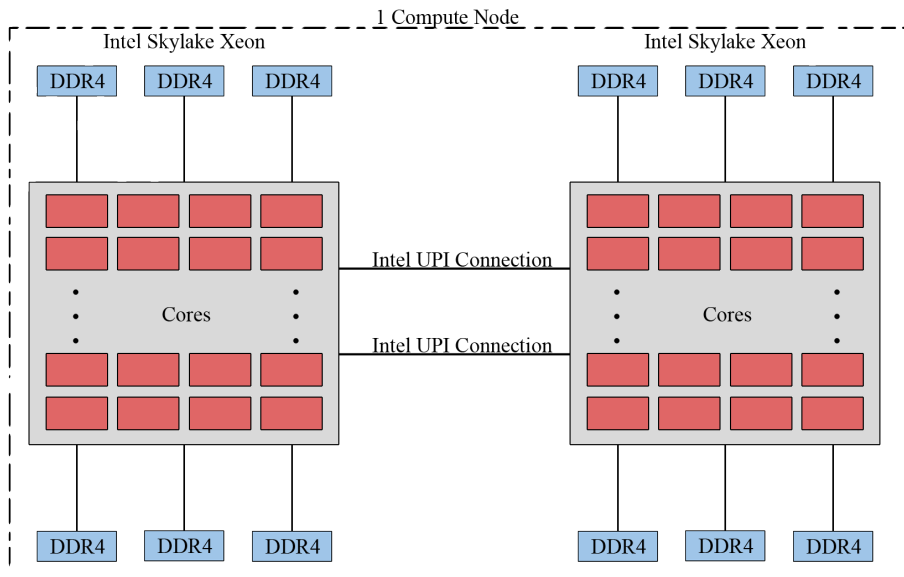 1 Compute Node
Intel Skylake Xeon
Intel Skylake Xeon
DDR4 DDR4 DDR4
DDR4 DDR4 DDR4
Intel UPI Connection
Cores
Cores
Intel UPI Connection
DDR4 DDR4 DDR4
DDR4 DDR4 DDR4